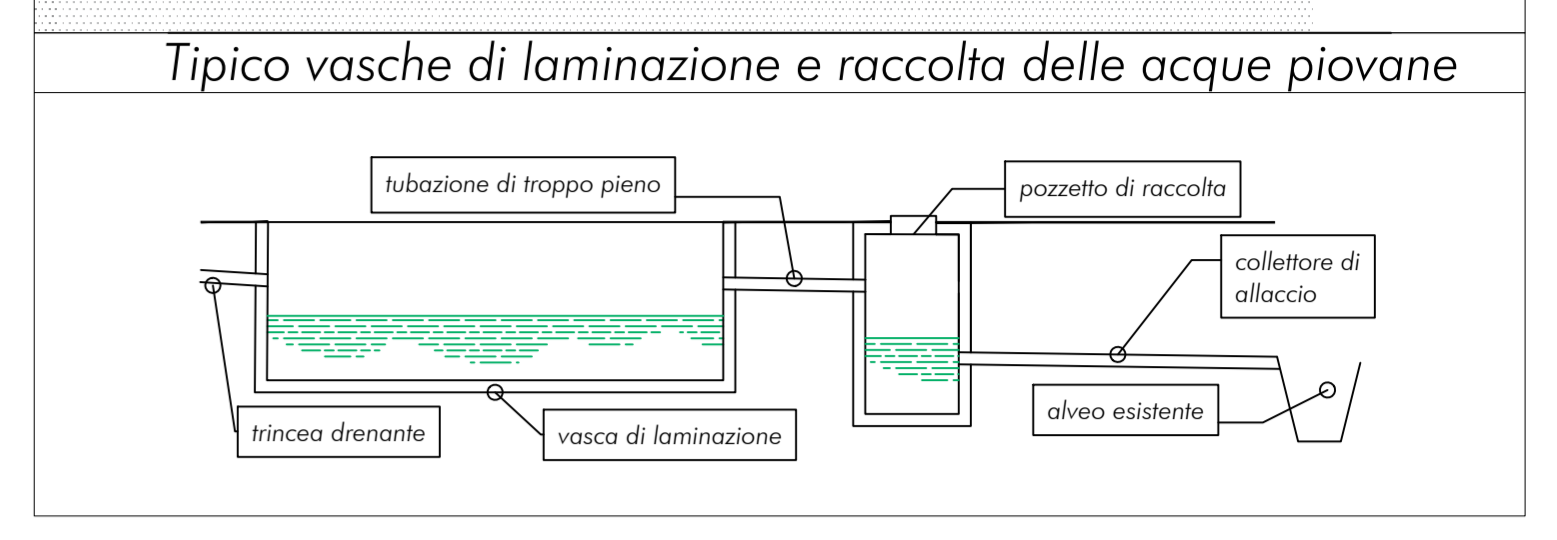 Tipico vasche di laminazione e raccolta delle acque piovane
tubazione di troppo pieno
pozzetto di raccolta
collettore di
allaccio
alveo esistente
trincea drenante
vasca di laminazione